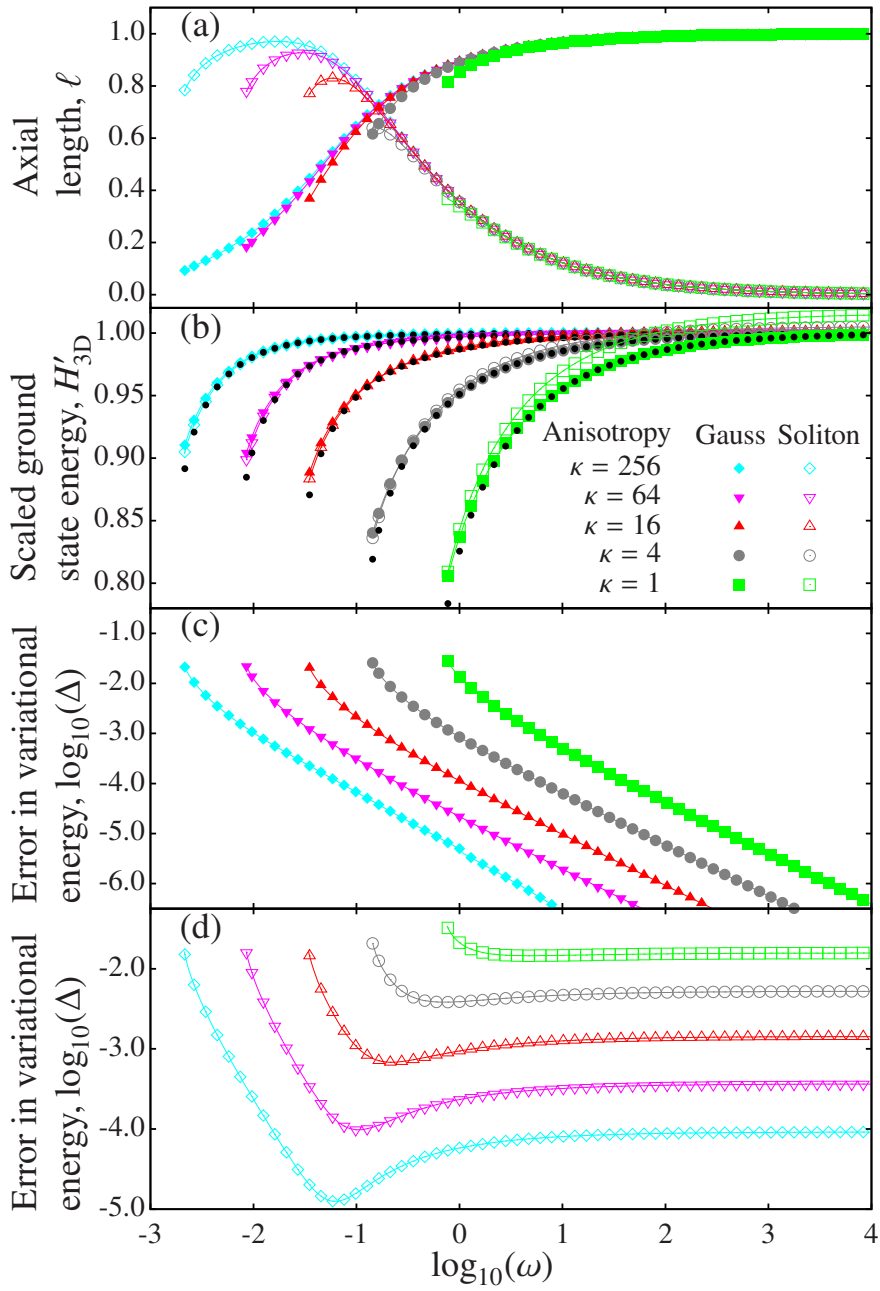 (a)
1.0
0.8
0.6
0.4
0.2
0.0
Axial
length, ℓ
(b)
1.00
0.95
0.90
0.85
0.80
Scaled ground
state energy, H′3D
Anisotropy Gauss Soliton
κ = 256
κ = 64
κ = 16
κ = 4
κ = 1
(c)
-1.0
-2.0
-3.0
-4.0
-5.0
-6.0
Error in variational
energy, log10(Δ)
(d)
-2.0
-3.0
-4.0
-5.0
Error in variational
energy, log10(Δ)
-3 -2 -1 0 1 2 3 4
log10(ω)